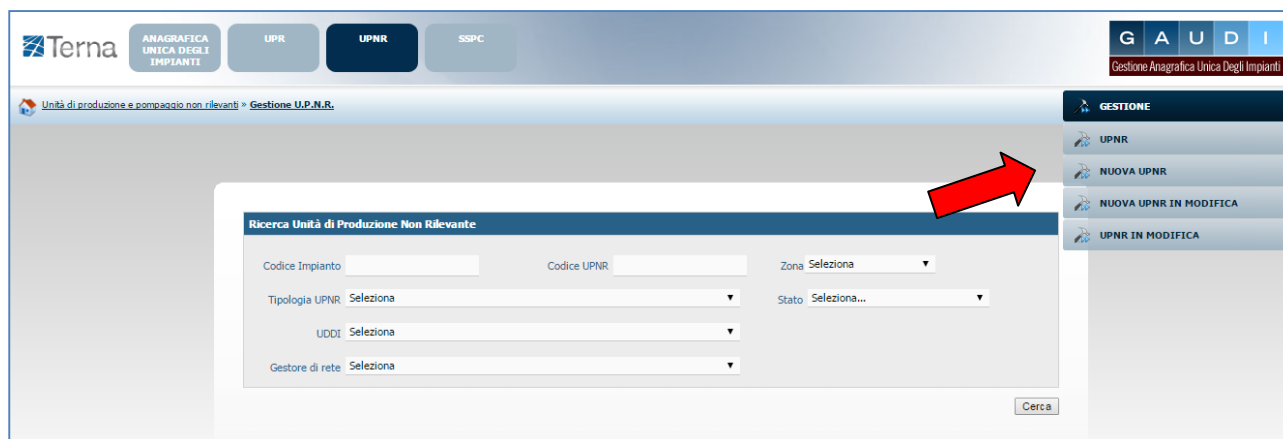 Terna
ANAGRAFICA
UNICA DEGLI
IMPIANTI
UPR
UPNR
SSPC
G A U D I
Gestione Anagrafica Unica Degli Impianti
Unità di produzione e pompaggio non rilevanti » Gestione U.P.N.R.
GESTIONE
UPNR
NUOVA UPNR
NUOVA UPNR IN MODIFICA
UPNR IN MODIFICA
Ricerca Unità di Produzione Non Rilevante
Codice Impianto Codice UPNR Zona Seleziona
Tipologia UPNR Seleziona Stato Seleziona...
UDDI Seleziona
Gestore di rete Seleziona
Cerca